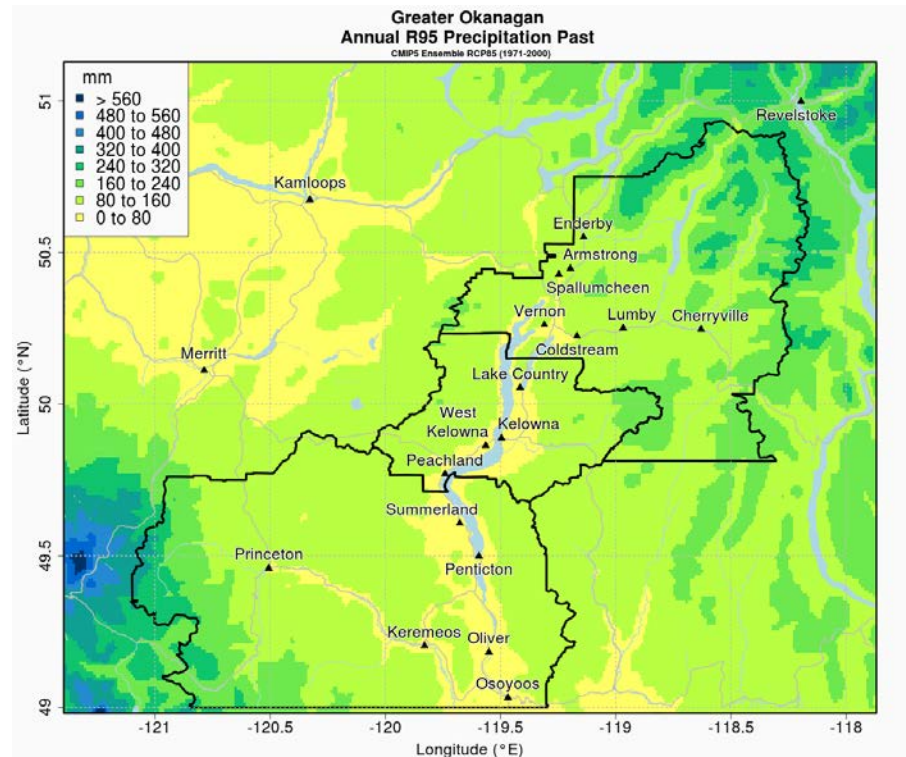 Greater Okanagan
Annual R95 Precipitation Past
CMIP5 Ensemble RCP85 (1971-2000)
mm
> 560
480 to 560
400 to 480
320 to 400
240 to 320
160 to 240
80 to 160
0 to 80
51
50.5
50
49.5
49
Latitude (°N)
Revelstoke
Kamloops
Enderby
Armstrong
Spallumcheen
Vernon
Lumby
Cherryville
Coldstream
Merritt
Lake Country
West
Kelowna
Kelowna
Peachland
Summerland
Princeton
Penticton
Keremeos
Oliver
Osoyoos
-121
-120.5
-120
-119.5
-119
-118.5
-118
Longitude (°E)